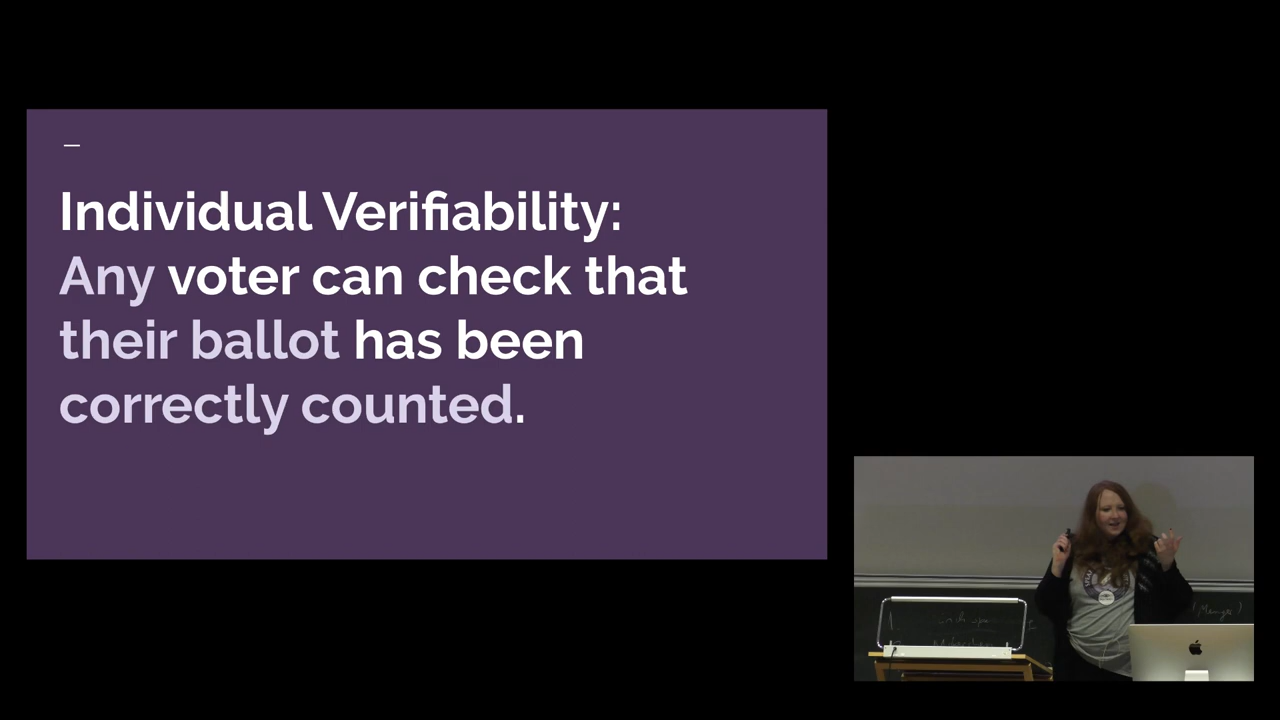 Individual Verifiability:
Any voter can check that
their ballot has been
correctly counted.